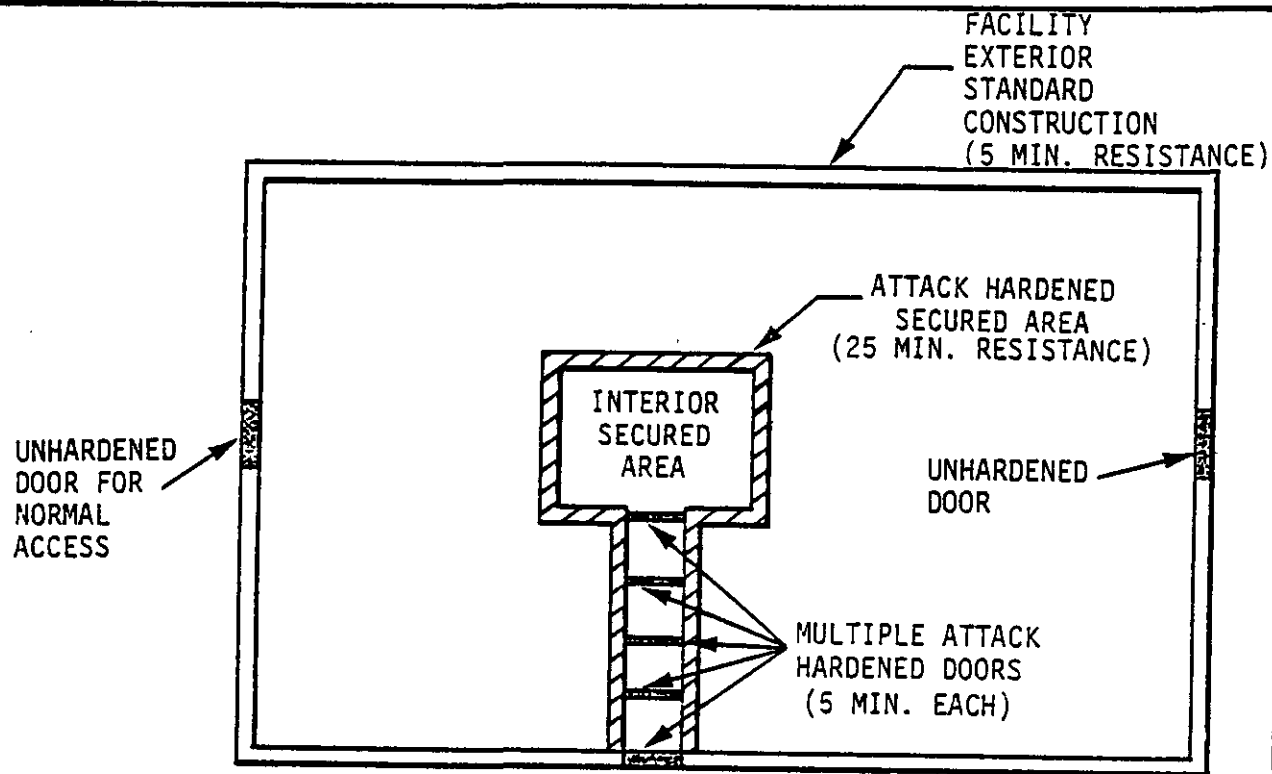 FACILITY
EXTERIOR
STANDARD
CONSTRUCTION
(5 MIN. RESISTANCE)
ATTACK HARDENED
SECURED AREA
(25 MIN. RESISTANCE)
INTERIOR
SECURED
AREA
UNHARDENED
DOOR FOR
NORMAL
ACCESS
UNHARDENED
DOOR
MULTIPLE ATTACK
HARDENED DOORS
(5 MIN. EACH)